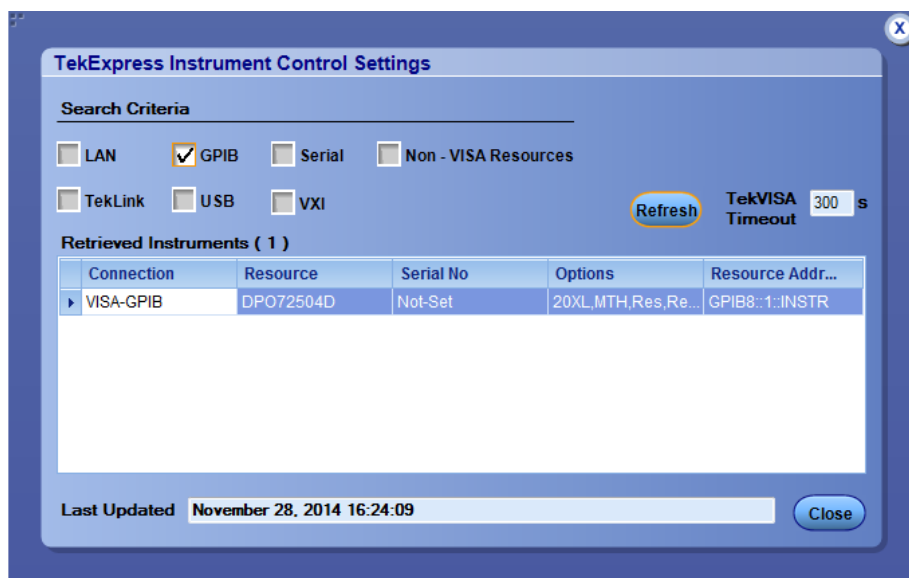 X
TekExpress Instrument Control Settings
Search Criteria
LAN GPIB Serial Non - VISA Resources
TekLink USB VXI
Refresh TekVISA Timeout 300 s
Retrieved Instruments ( 1 )
Connection Resource Serial No Options Resource Addr...
VISA-GPIB DPO72504D Not-Set 20XL,MTH,Res,Re... GPIB8::1::INSTR
Last Updated November 28, 2014 16:24:09 Close